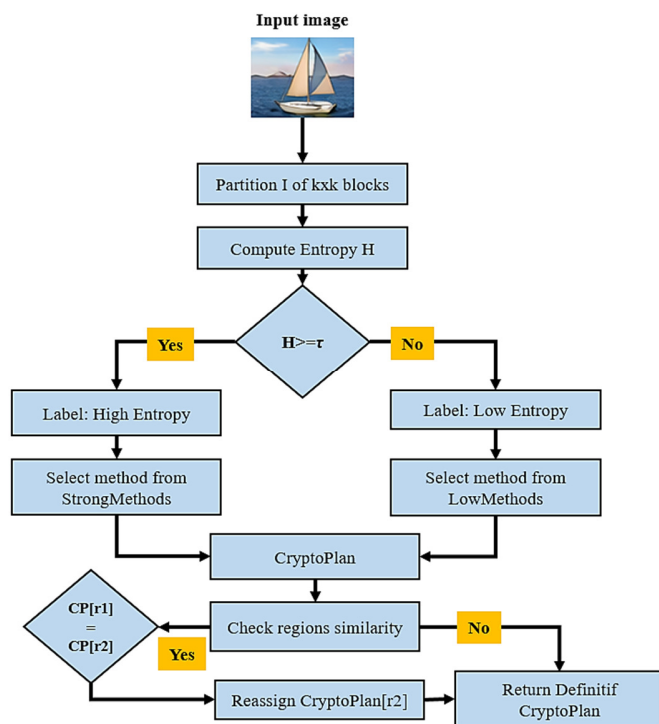 Input image
Partition I of kxk blocks
Compute Entropy H
H>=τ
Yes
No
Label: High Entropy
Label: Low Entropy
Select method from
StrongMethods
Select method from
LowMethods
CryptoPlan
CP[r1]
=
CP[r2]
Check regions similarity
Yes
No
Reassign CryptoPlan[r2]
Return Definitif
CryptoPlan